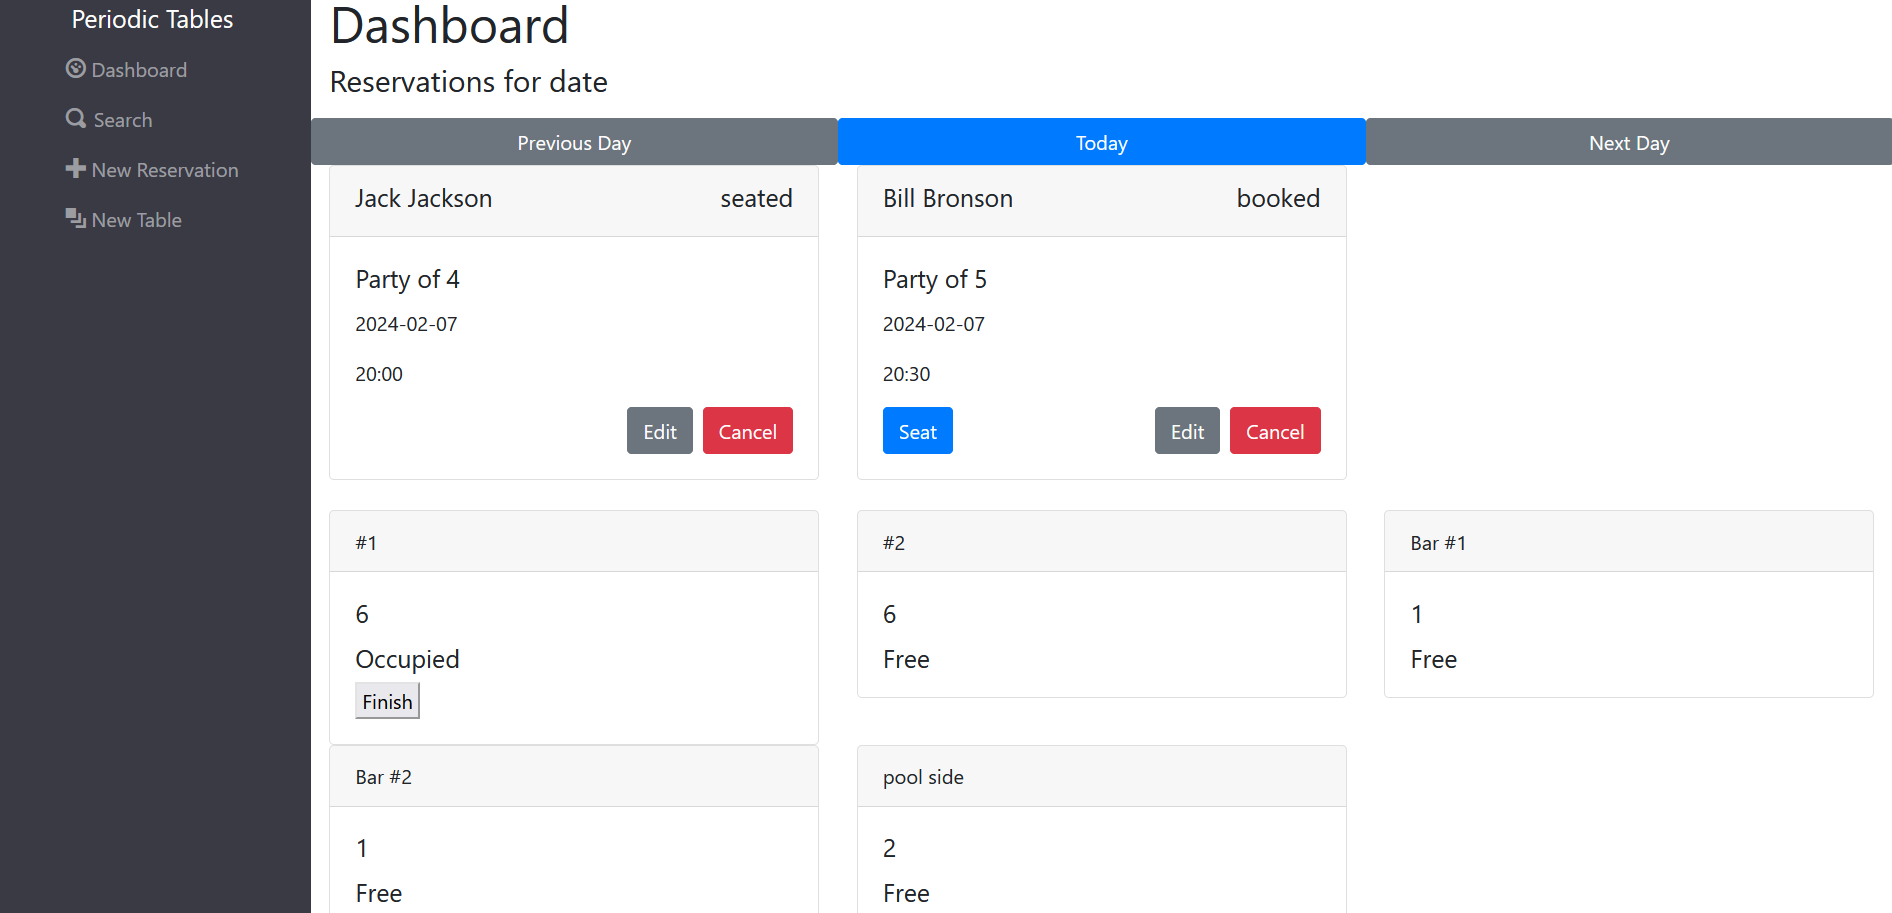 Periodic Tables
Dashboard
Search
New Reservation
New Table
Dashboard
Reservations for date
Previous Day
Today
Next Day
Jack Jackson seated
Party of 4
2024-02-07
20:00
Edit Cancel
Bill Bronson booked
Party of 5
2024-02-07
20:30
Seat Edit Cancel
#1
6
Occupied
Finish
#2
6
Free
Bar #1
1
Free
Bar #2
1
Free
pool side
2
Free